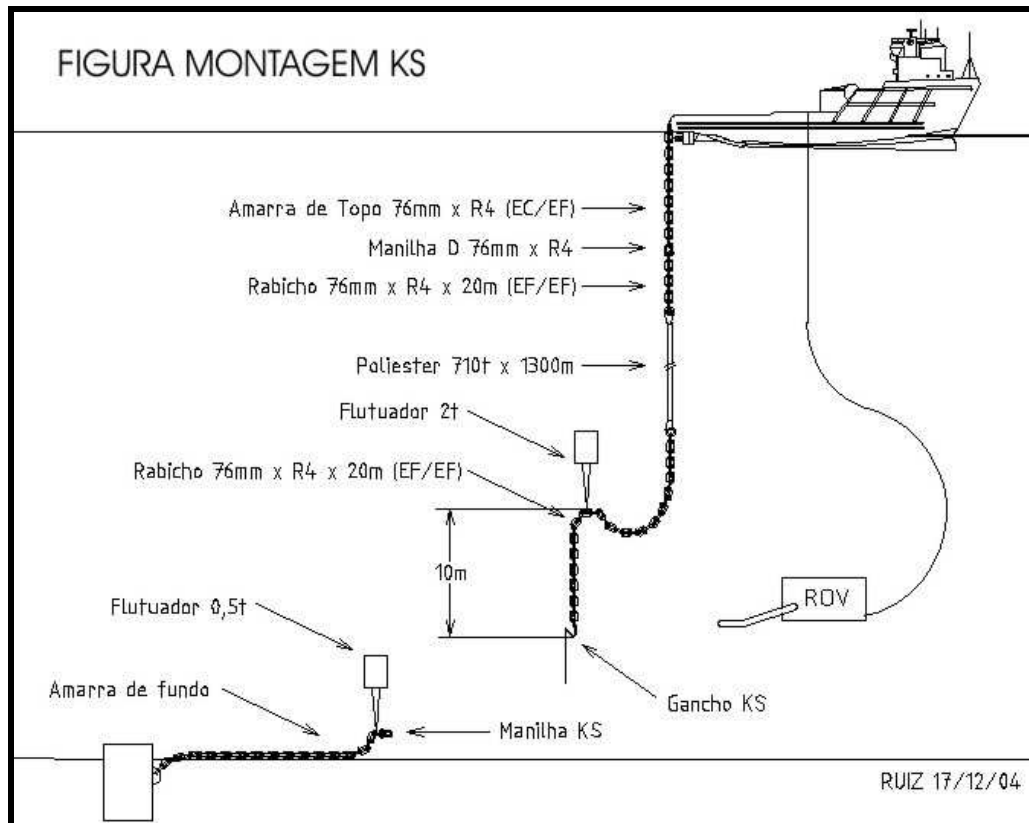 FIGURA MONTAGEM KS
Amarra de Topo 76mm x R4 (EC/EF)
Manilha D 76mm x R4
Rabicho 76mm x R4 x 20m (EF/EF)
Poliester 710t x 1300m
Flutuador 2t
Rabicho 76mm x R4 x 20m (EF/EF)
10m
ROV
Flutuador 0,5t
Amarra de fundo
Gancho KS
Manilha KS
RUIZ 17/12/04